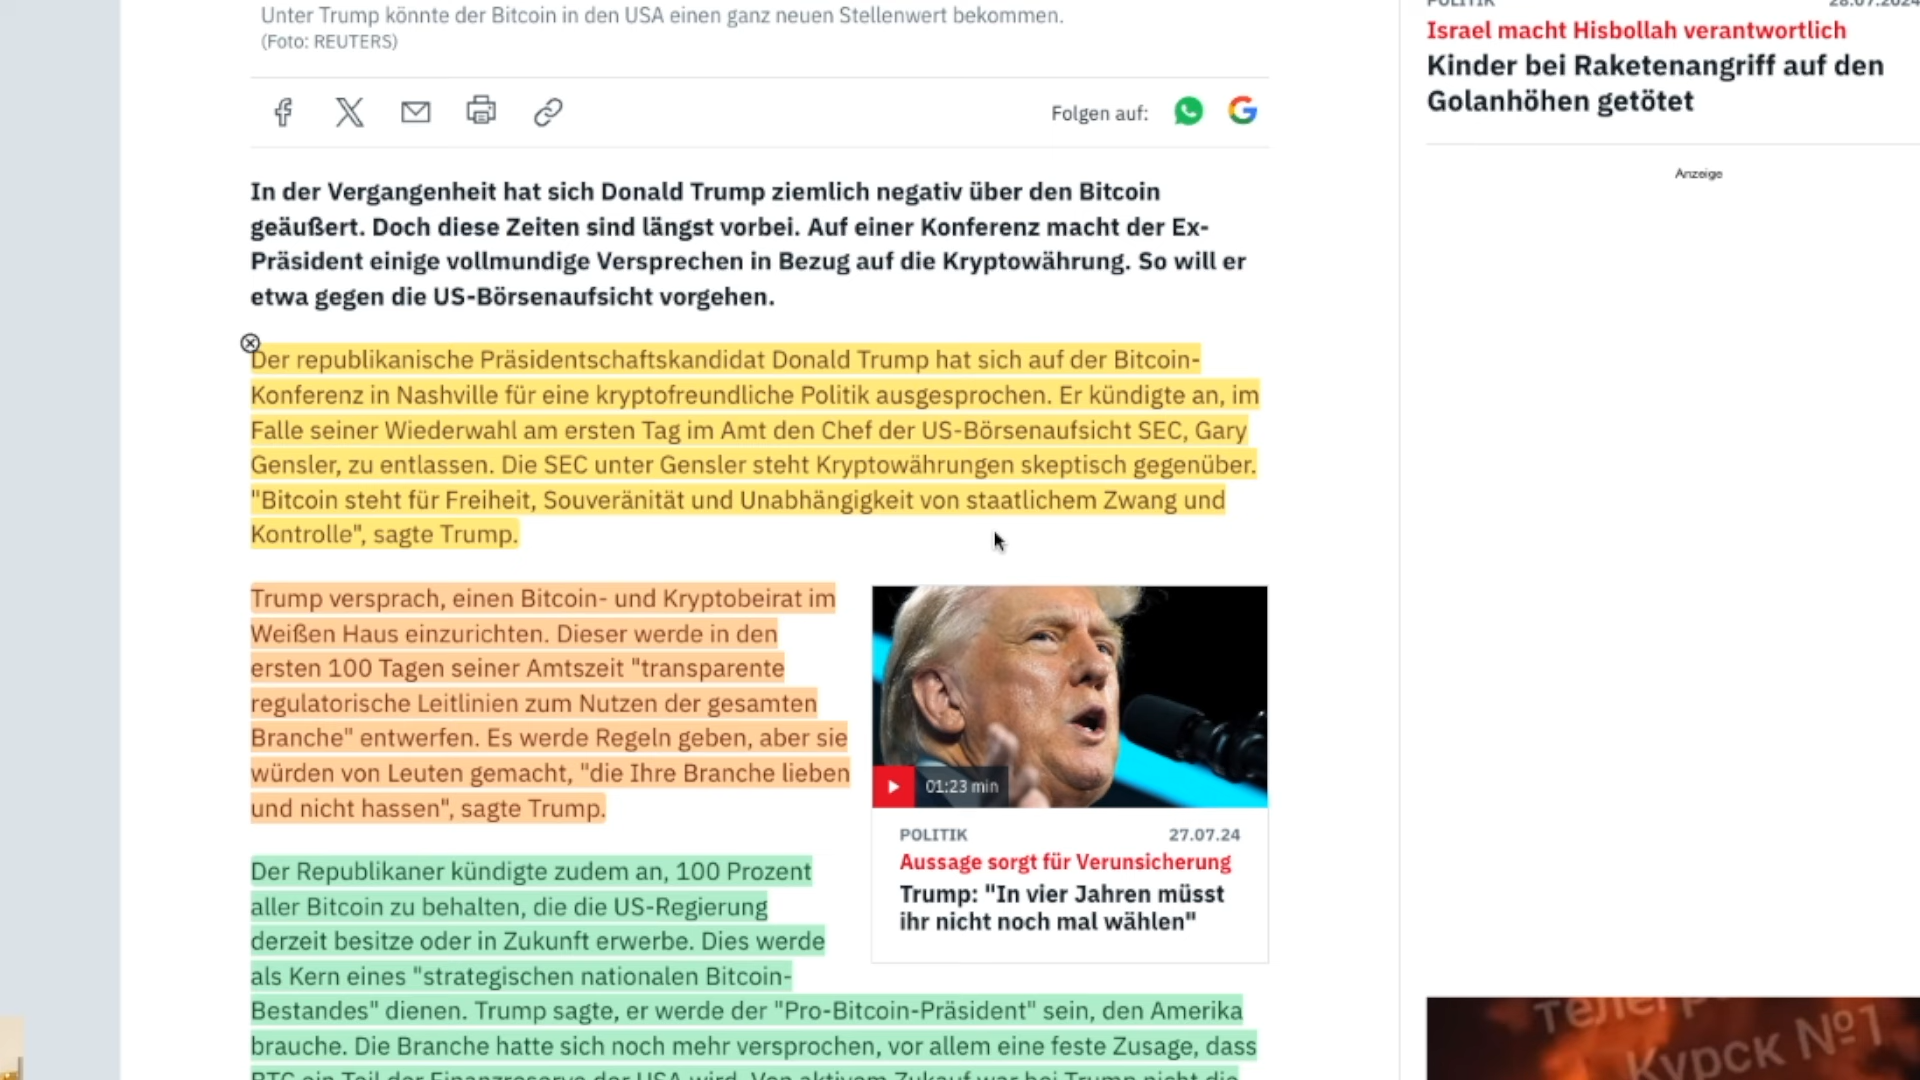 Unter Trump könnte der Bitcoin in den USA einen ganz neuen Stellenwert bekommen.
(Foto: REUTERS)
Folgen auf:
In der Vergangenheit hat sich Donald Trump ziemlich negativ über den Bitcoin
geäußert. Doch diese Zeiten sind längst vorbei. Auf einer Konferenz macht der Ex-
Präsident einige vollmundige Versprechen in Bezug auf die Kryptowährung. So will er
etwa gegen die US-Börsenaufsicht vorgehen.
Der republikanische Präsidentschaftskandidat Donald Trump hat sich auf der Bitcoin-
Konferenz in Nashville für eine kryptofreundliche Politik ausgesprochen. Er kündigte an, im
Falle seiner Wiederwahl am ersten Tag im Amt den Chef der US-Börsenaufsicht SEC, Gary
Gensler, zu entlassen. Die SEC unter Gensler steht Kryptowährungen skeptisch gegenüber.
"Bitcoin steht für Freiheit, Souveränität und Unabhängigkeit von staatlichem Zwang und
Kontrolle", sagte Trump.
Trump versprach, einen Bitcoin- und Kryptobeirat im
Weißen Haus einzurichten. Dieser werde in den
ersten 100 Tagen seiner Amtszeit "transparente
regulatorische Leitlinien zum Nutzen der gesamten
Branche" entwerfen. Es werde Regeln geben, aber sie
würden von Leuten gemacht, "die Ihre Branche lieben
und nicht hassen", sagte Trump.
01:23 min
POLITIK 27.07.24
Aussage sorgt für Verunsicherung
Trump: "In vier Jahren müsst
ihr nicht noch mal wählen"
Der Republikaner kündigte zudem an, 100 Prozent
aller Bitcoin zu behalten, die die US-Regierung
derzeit besitze oder in Zukunft erwerbe. Dies werde
als Kern eines "strategischen nationalen Bitcoin-
Bestandes" dienen. Trump sagte, er werde der "Pro-Bitcoin-Präsident" sein, den Amerika
brauche. Die Branche hatte sich noch mehr versprochen, vor allem eine feste Zusage, dass
BTC ein Teil der Finanzreserve der USA wird. Von aktivem Zukauf war bei Trump nicht die
POLITIK 28.07.2024
Israel macht Hisbollah verantwortlich
Kinder bei Raketenangriff auf den
Golanhöhen getötet
Anzeige
Курск №1